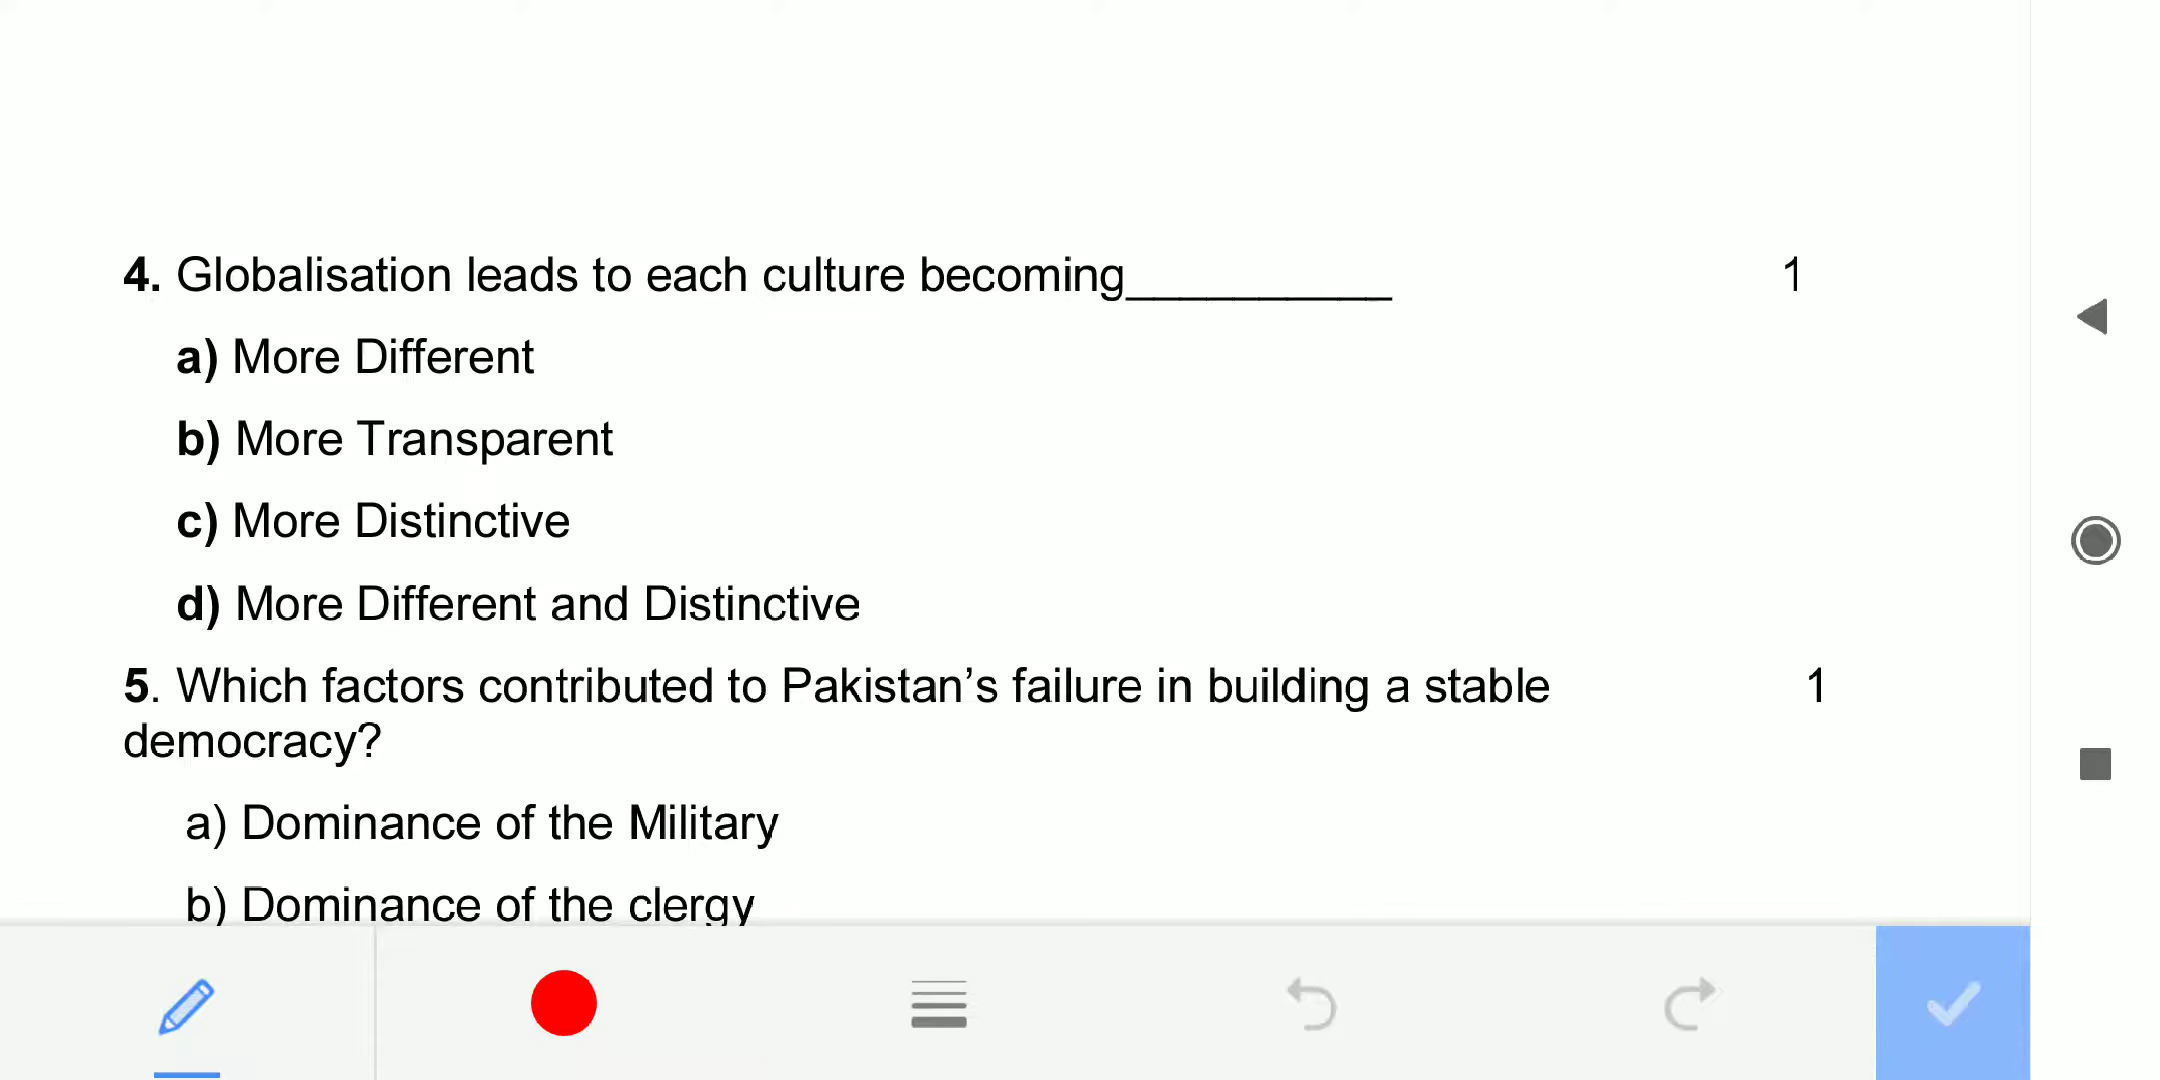 4. Globalisation leads to each culture becoming__________ 1
a) More Different
b) More Transparent
c) More Distinctive
d) More Different and Distinctive
5. Which factors contributed to Pakistan’s failure in building a stable 1
democracy?
a) Dominance of the Military
b) Dominance of the clergy